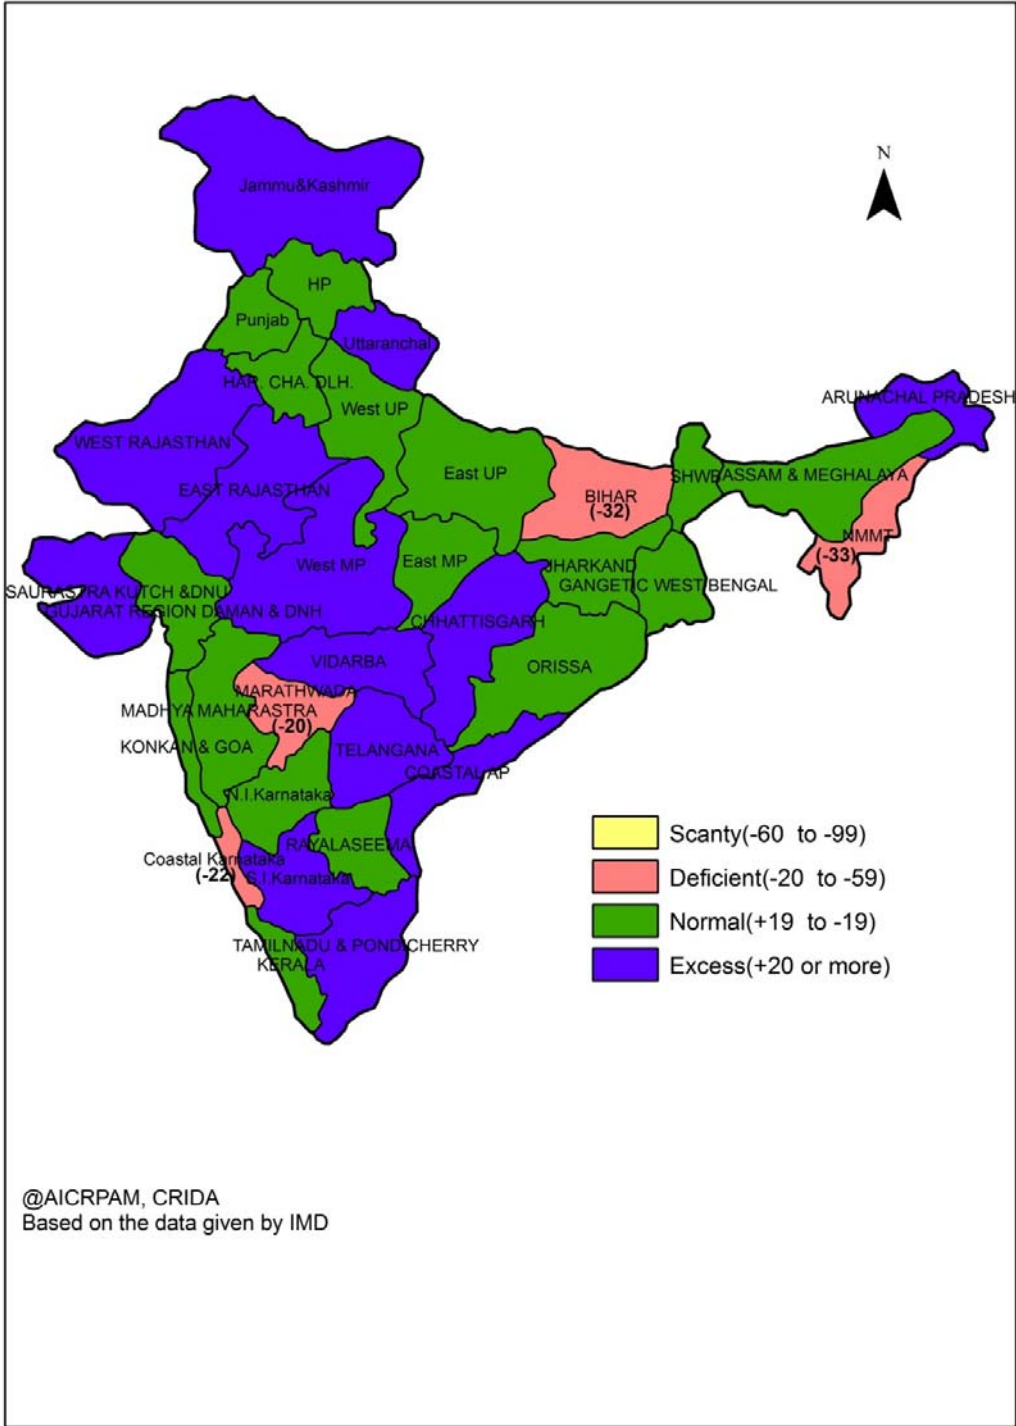 N
Jammu&Kashmir
HP
Punjab
Uttaranchal
HAR. CHA. DLH.
ARUNACHAL PRADESH
West UP
WEST RAJASTHAN
East UP
SHWB
ASSAM & MEGHALAYA
EAST RAJASTHAN
BIHAR
(-32)
NMMT
(-33)
West MP
East MP
JHARKAND
GANGETIC WEST BENGAL
SAURASTRA KUTCH &DNU
GUJARAT REGION DAMAN & DNH
CHHATTISGARH
VIDARBA
ORISSA
MARATHWADA
(-20)
MADHYA MAHARASTRA
KONKAN & GOA
TELANGANA
COASTAL AP
N.I.Karnataka
RAYALASEEMA
Coastal Karnataka
(-22)
S.I.Karnataka
TAMILNADU & PONDICHERRY
KERALA
Scanty(-60 to -99)
Deficient(-20 to -59)
Normal(+19 to -19)
Excess(+20 or more)
@AICRPAM, CRIDA
Based on the data given by IMD